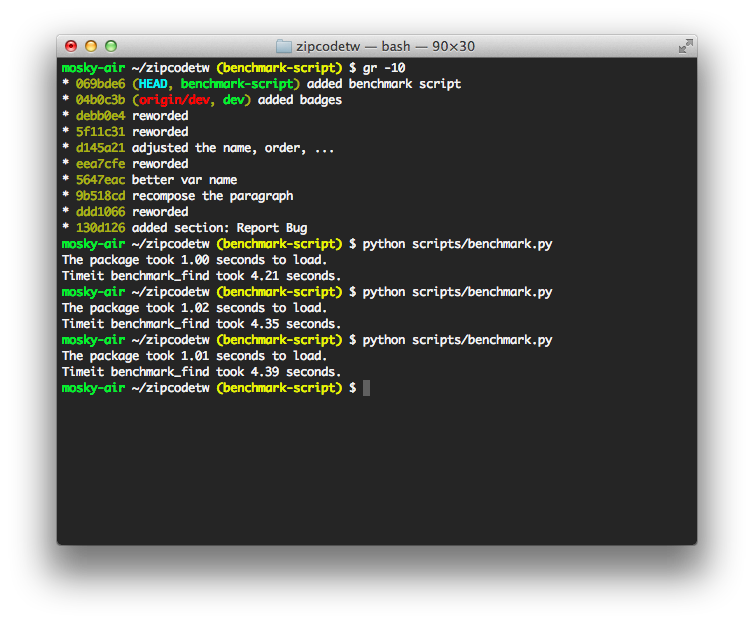 zipcodetw — bash — 90×30
mosky-air ~/zipcodetw (benchmark-script) $ gr -10
* 069bde6 (HEAD, benchmark-script) added benchmark script
* 04b0c3b (origin/dev, dev) added badges
* debb0e4 reworded
* 5f11c31 reworded
* d145a21 adjusted the name, order, ...
* eea7cfe reworded
* 5647eac better var name
* 9b518cd recompose the paragraph
* ddd1066 reworded
* 130d126 added section: Report Bug
mosky-air ~/zipcodetw (benchmark-script) $ python scripts/benchmark.py
The package took 1.00 seconds to load.
Timeit benchmark_find took 4.21 seconds.
mosky-air ~/zipcodetw (benchmark-script) $ python scripts/benchmark.py
The package took 1.02 seconds to load.
Timeit benchmark_find took 4.35 seconds.
mosky-air ~/zipcodetw (benchmark-script) $ python scripts/benchmark.py
The package took 1.01 seconds to load.
Timeit benchmark_find took 4.39 seconds.
mosky-air ~/zipcodetw (benchmark-script) $